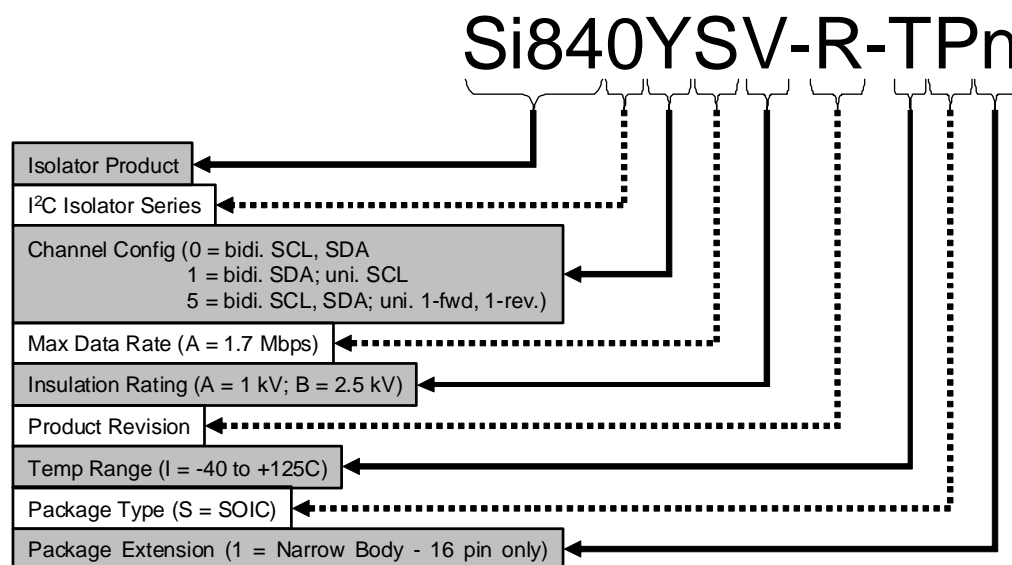 Si840YSV-R-TPn
Isolator Product
I²C Isolator Series
Channel Config (0 = bidi. SCL, SDA
1 = bidi. SDA; uni. SCL
5 = bidi. SCL, SDA; uni. 1-fwd, 1-rev.)
Max Data Rate (A = 1.7 Mbps)
Insulation Rating (A = 1 kV; B = 2.5 kV)
Product Revision
Temp Range (I = -40 to +125C)
Package Type (S = SOIC)
Package Extension (1 = Narrow Body - 16 pin only)